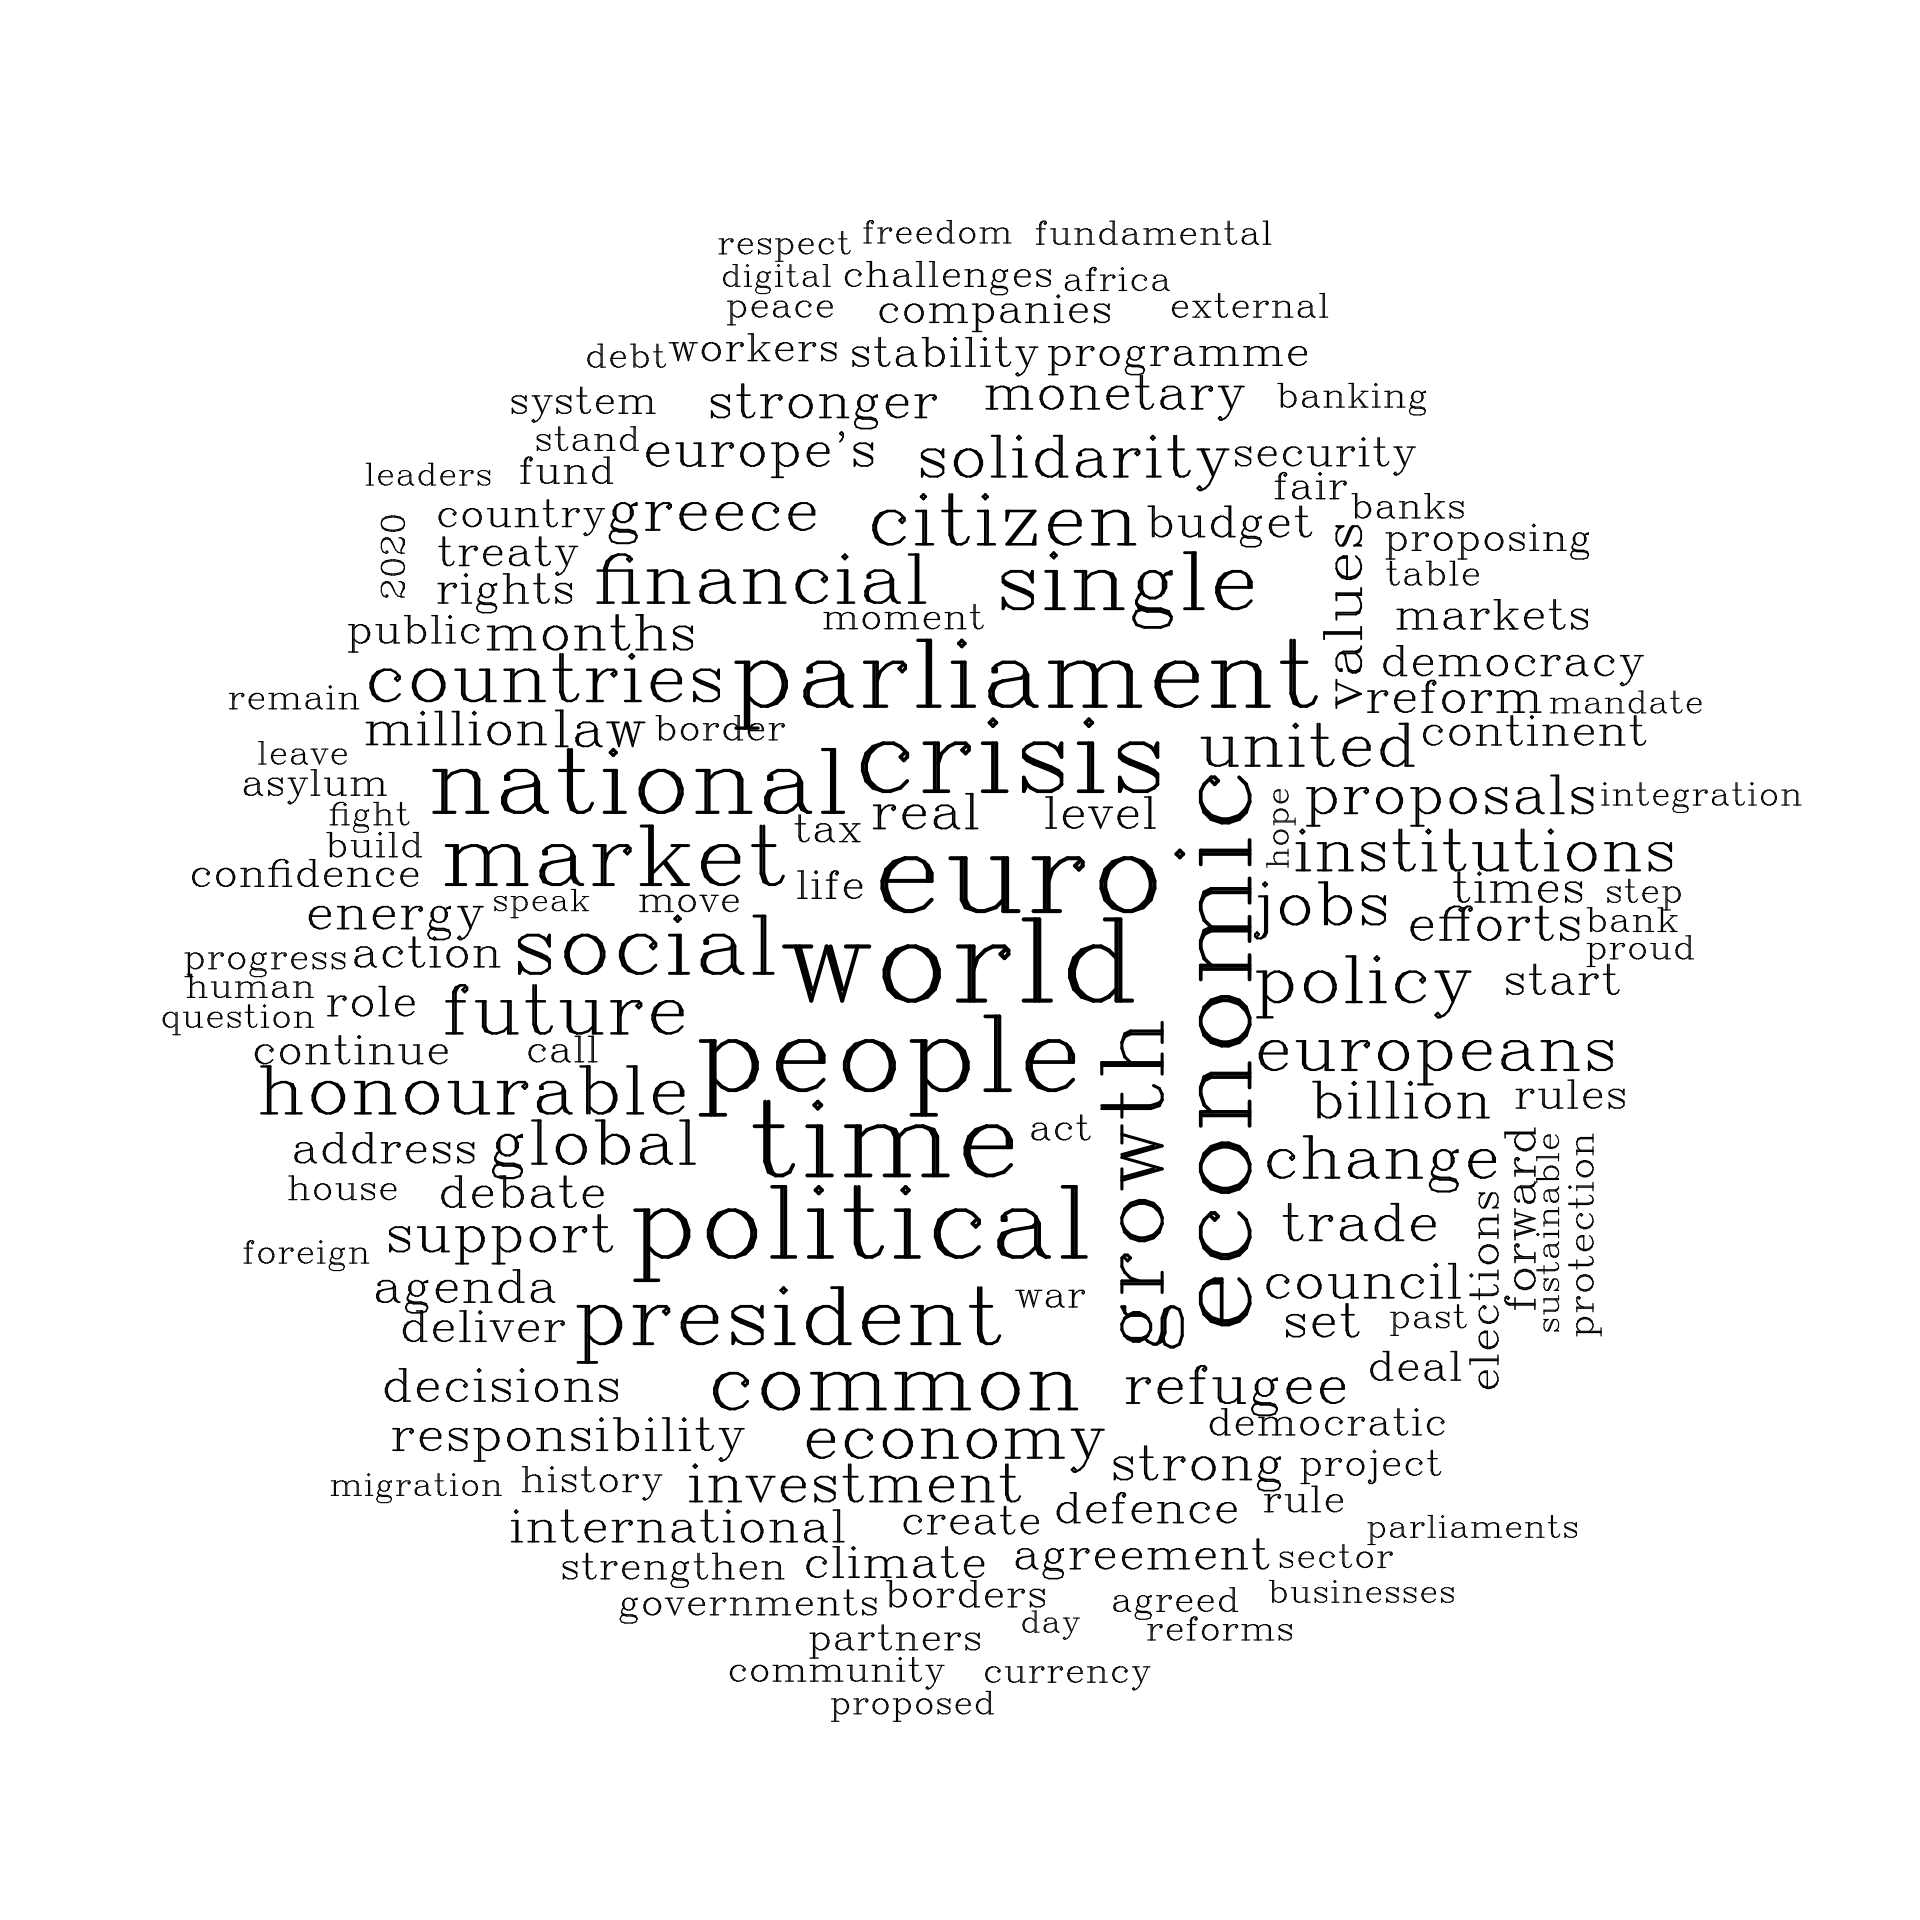 respect freedom fundamental
digital challenges africa
peace companies external
debt workers stability programme
system stronger monetary banking
stand europe’s solidarity security
leaders fund fair
2020 country greece citizen budget banks
treaty values proposing
rights financial single table
public months moment markets
countries parliament democracy
remain reform mandate
million law border united continent
leave national crisis
asylum proposals integration
fight tax real level hope
build market institutions
confidence life euro economic jobs times step
energy speak move efforts bank
progress action social world proud
human role future policy start
question
continue call people growth europeans
honourable billion rules
address global time act change forward sustainable protection
house debate elections
support political trade
foreign
agenda president war council
deliver set past
decisions common refugee deal
responsibility economy democratic
migration history investment strong project
international create defence rule parliaments
strengthen climate agreement sector
governments borders agreed businesses
partners day reforms
community currency
proposed